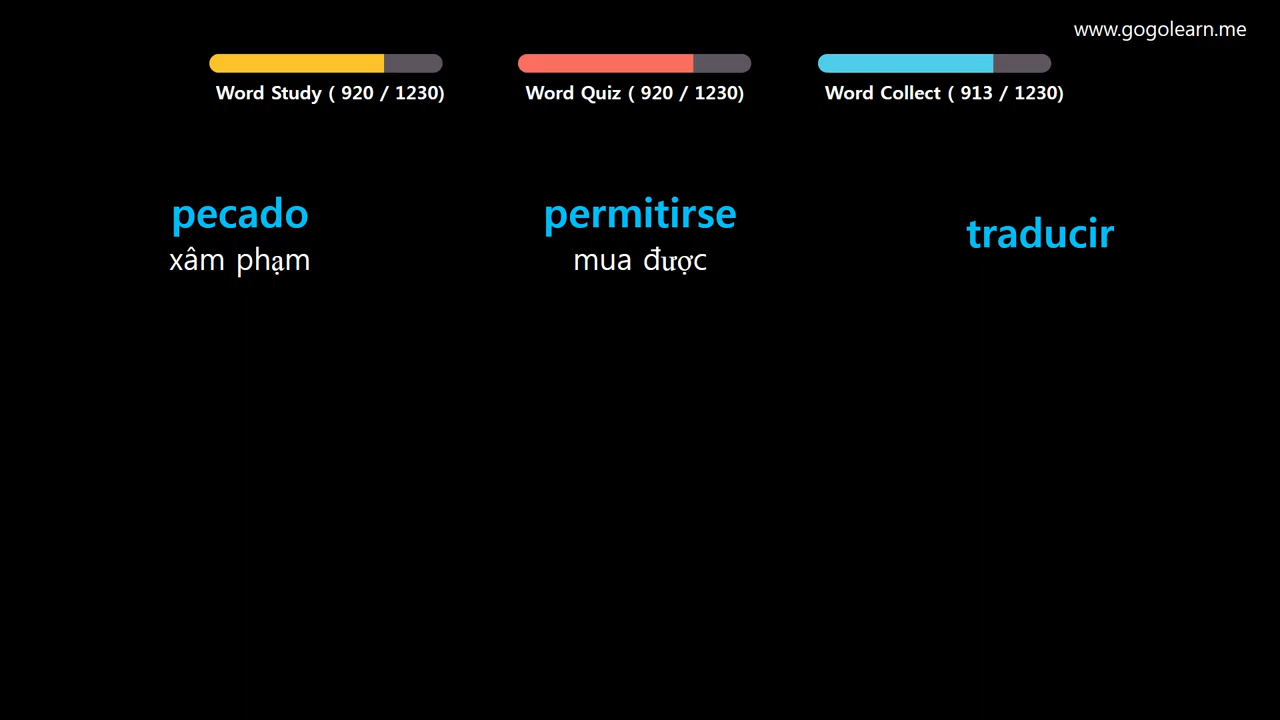 www.gogolearn.me
Word Study ( 920 / 1230)
Word Quiz ( 920 / 1230)
Word Collect ( 913 / 1230)
pecado
xâm phạm
permitirse
mua được
traducir